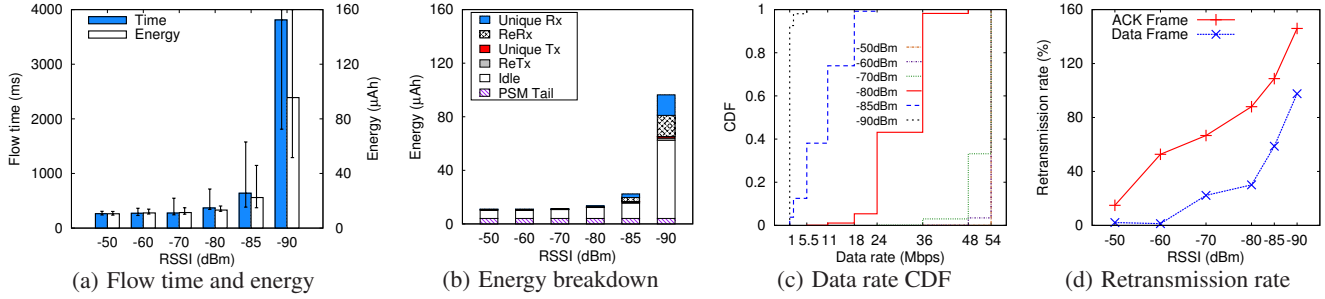 4000
3000
2000
1000
0
Flow time (ms)
Time
Energy
160
120
80
40
0
Energy (μAh)
-50 -60 -70 -80 -85 -90
RSSI (dBm)
(a) Flow time and energy
160
120
80
40
0
Energy (μAh)
Unique Rx
ReRx
Unique Tx
ReTx
Idle
PSM Tail
-50 -60 -70 -80 -85 -90
RSSI (dBm)
(b) Energy breakdown
1
0.8
0.6
0.4
0.2
0
CDF
-50dBm
-60dBm
-70dBm
-80dBm
-85dBm
-90dBm
1 5.5 11 18 24 36 48 54
Data rate (Mbps)
(c) Data rate CDF
160
120
80
40
0
Retransmission rate (%)
ACK Frame
Data Frame
-50 -60 -70 -80 -85 -90
RSSI (dBm)
(d) Retransmission rate